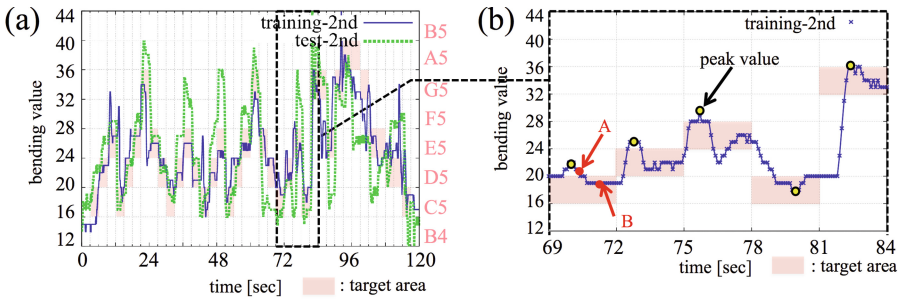 (a)
training-2nd
test-2nd
bending value
44
40
36
32
28
24
20
16
12
B5
A5
G5
F5
E5
D5
C5
B4
0 24 48 72 96 120
time [sec]
: target area
(b)
training-2nd
peak value
A
B
bending value
44
40
36
32
28
24
20
16
12
69 72 75 78 81 84
time [sec]
: target area